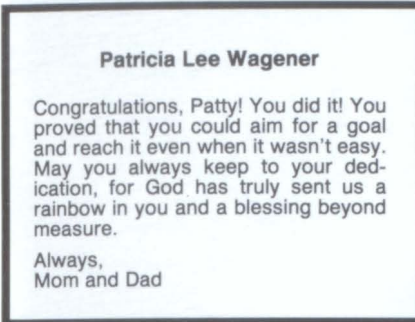 Patricia Lee Wagener
Congratulations, Patty! You did it! You
proved that you could aim for a goal
and reach it even when it wasn't easy.
May you always keep to your ded-
ication, for God has truly sent us a
rainbow in you and a blessing beyond
measure.
Always,
Mom and Dad